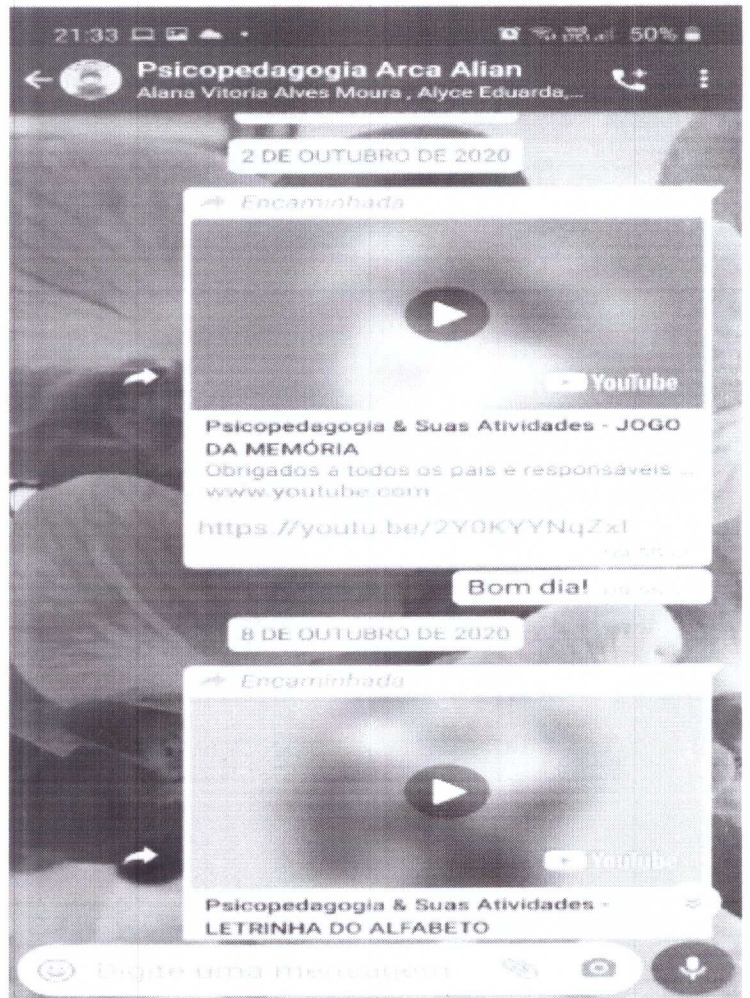 21:33 50%
Psicopedagogia Arca Alian
Alana Vitoria Alves Moura, Alyce Eduarda,...
2 DE OUTUBRO DE 2020
Encaminhada
YouTube
Psicopedagogia & Suas Atividades - JOGO
DA MEMÓRIA
Obrigados a todos os pais e responsáveis ...
www.youtube.com
https://youtu.be/2Y0KYYNqZxI
Bom dia!
8 DE OUTUBRO DE 2020
Encaminhada
YouTube
Psicopedagogia & Suas Atividades -
LETRINHA DO ALFABETO
Digite uma mensagem